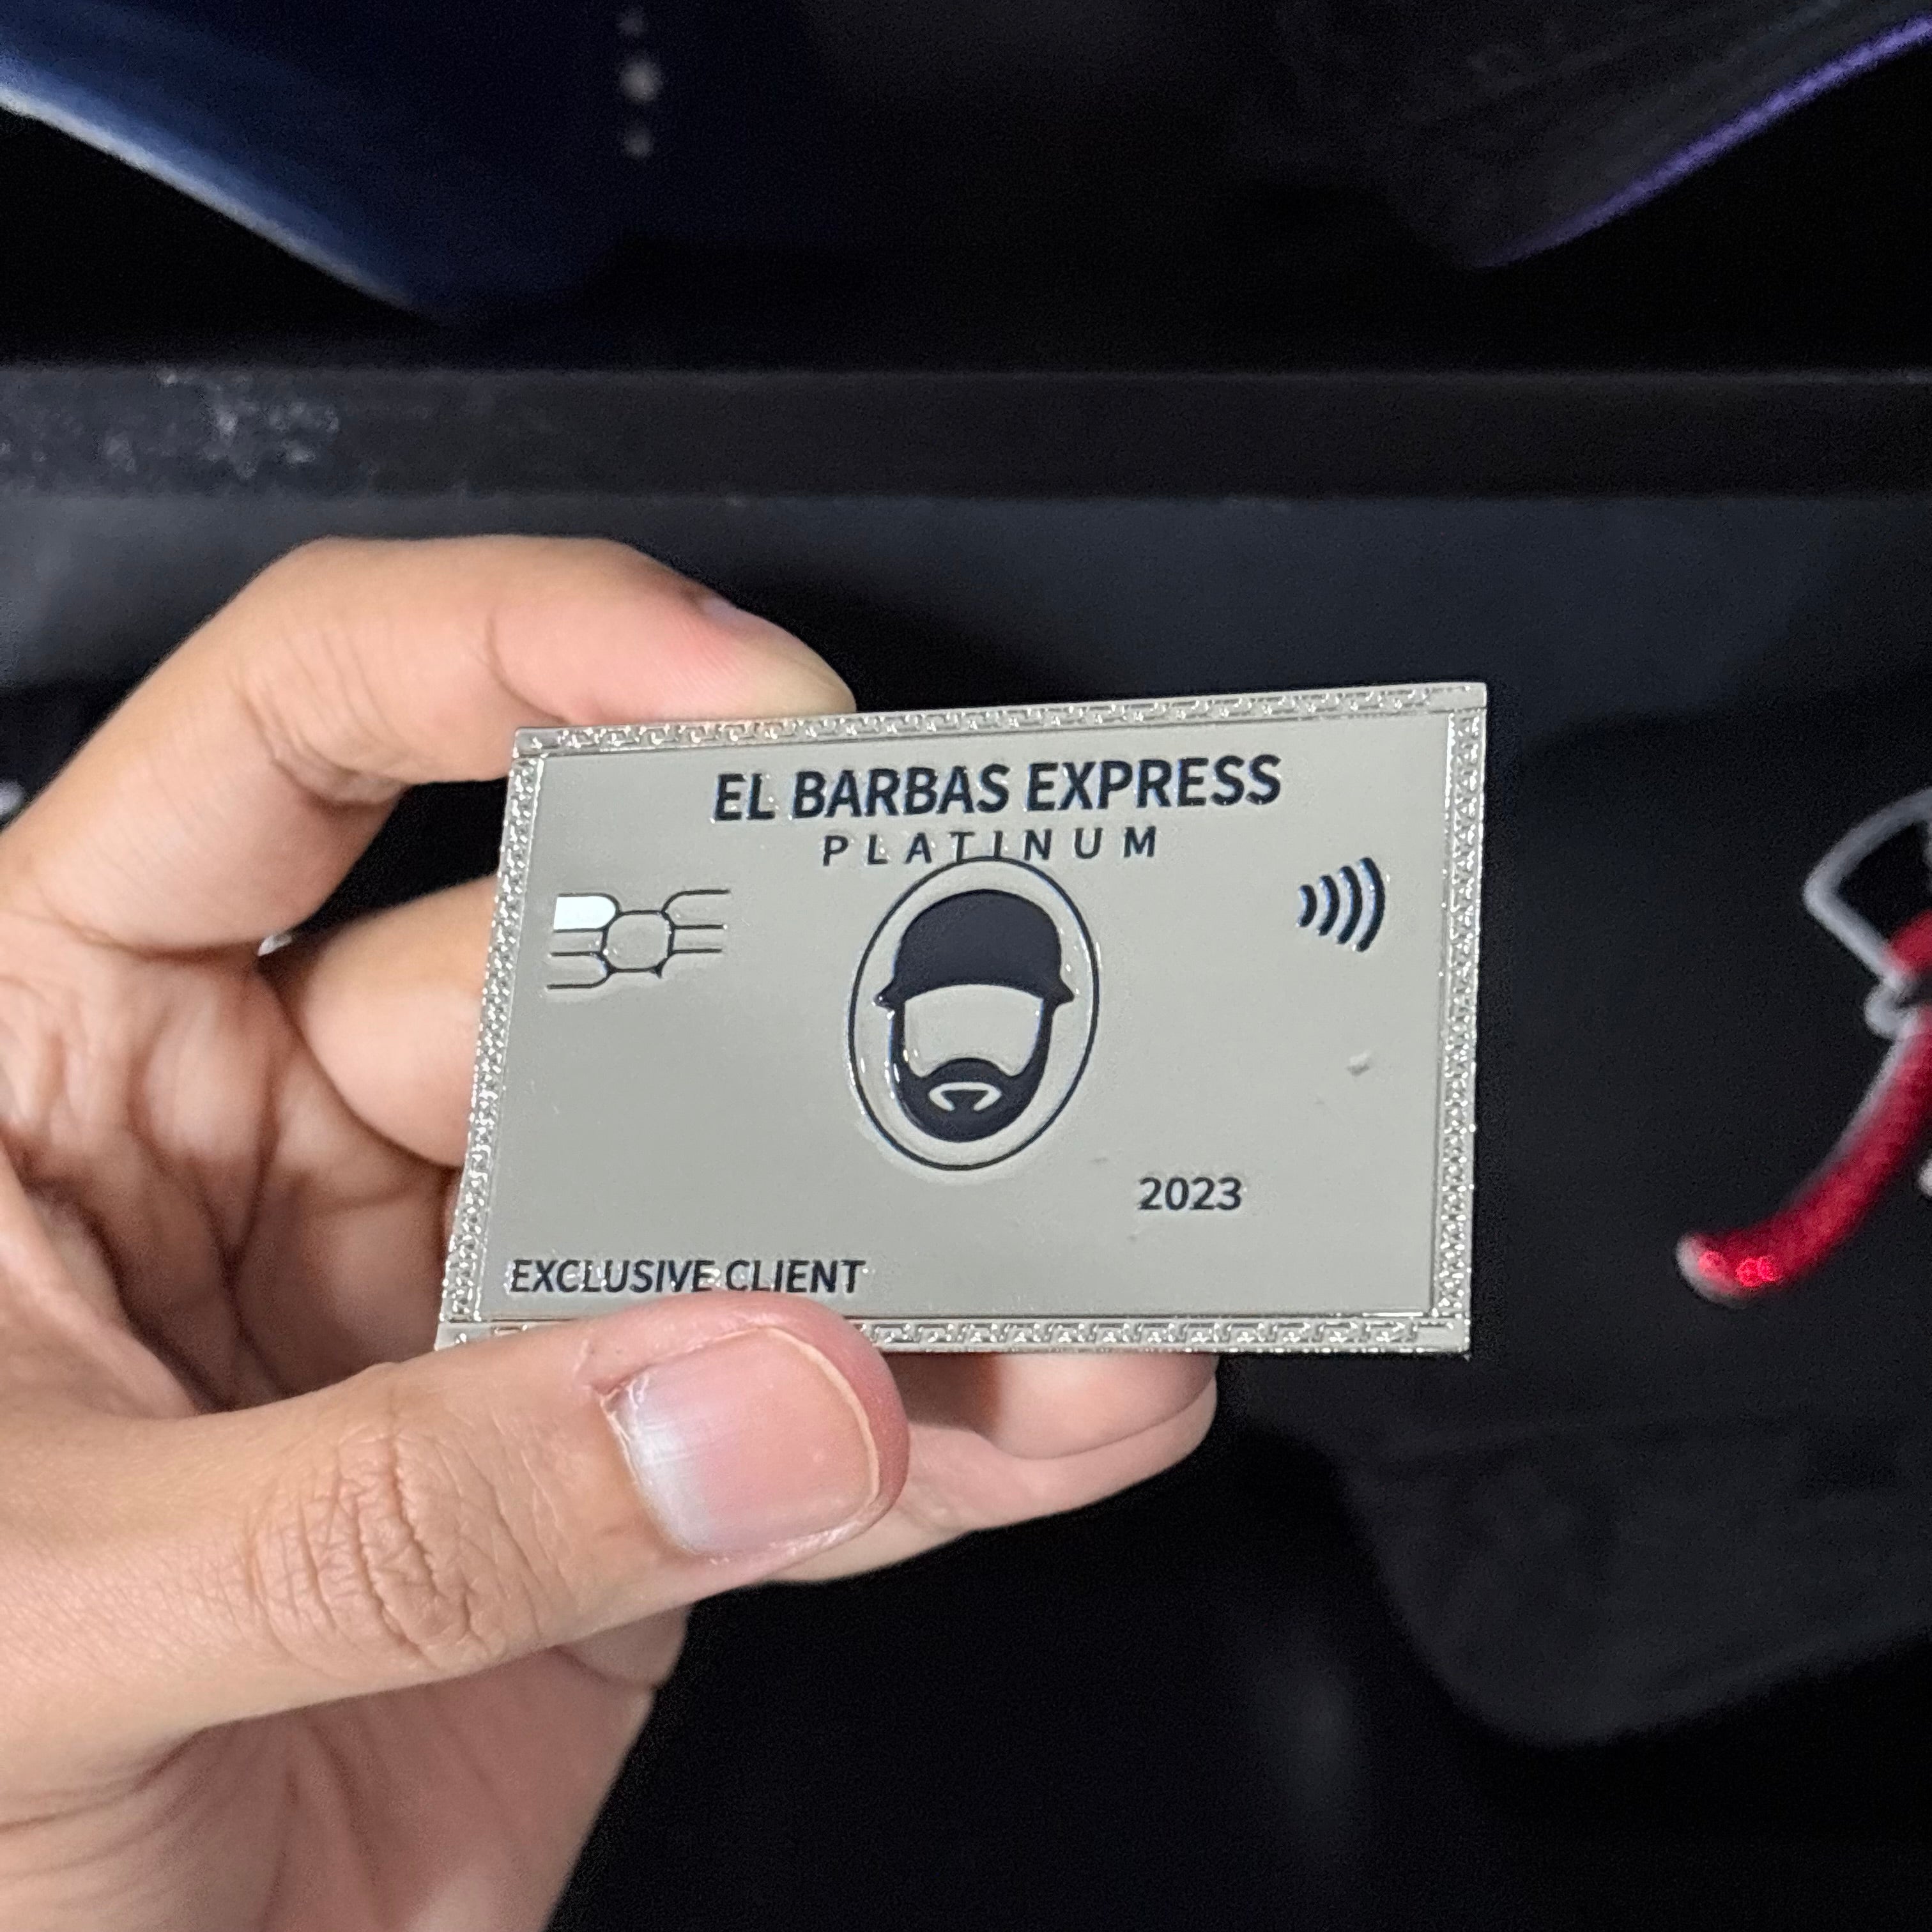 EL BARBAS EXPRESS
PLATINUM
2023
EXCLUSIVE CLIENT